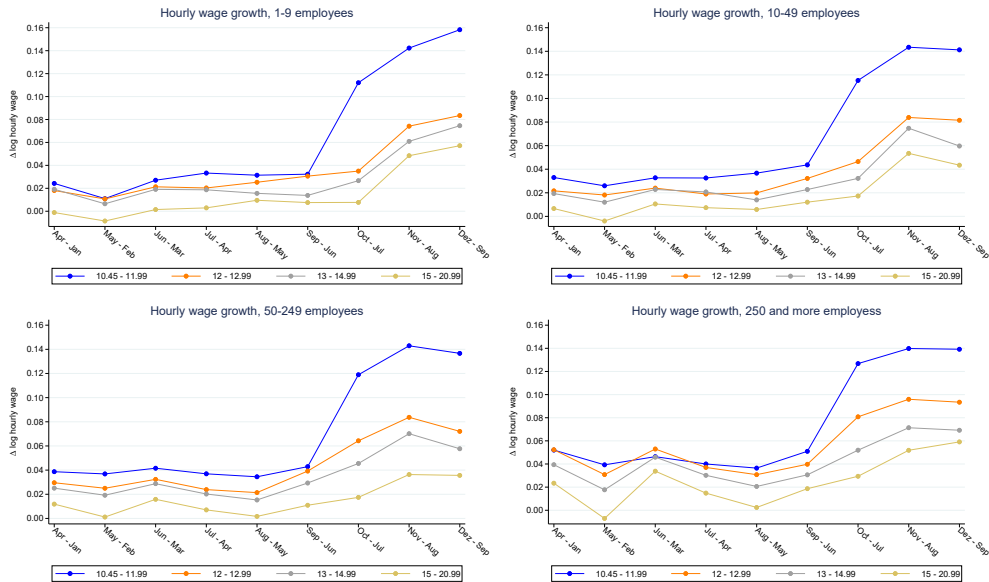 Hourly wage growth, 1-9 employees
0.16
0.14
0.12
0.10
0.08
0.06
0.04
0.02
0.00
Δ log hourly wage
Apr - Jan
May - Feb
Jun - Mar
Jul - Apr
Aug - May
Sep - Jun
Oct - Jul
Nov - Aug
Dez - Sep
10.45 - 11.99 12 - 12.99 13 - 14.99 15 - 20.99
Hourly wage growth, 10-49 employees
0.16
0.14
0.12
0.10
0.08
0.06
0.04
0.02
0.00
Δ log hourly wage
Apr - Jan
May - Feb
Jun - Mar
Jul - Apr
Aug - May
Sep - Jun
Oct - Jul
Nov - Aug
Dez - Sep
10.45 - 11.99 12 - 12.99 13 - 14.99 15 - 20.99
Hourly wage growth, 50-249 employees
0.16
0.14
0.12
0.10
0.08
0.06
0.04
0.02
0.00
Δ log hourly wage
Apr - Jan
May - Feb
Jun - Mar
Jul - Apr
Aug - May
Sep - Jun
Oct - Jul
Nov - Aug
Dez - Sep
10.45 - 11.99 12 - 12.99 13 - 14.99 15 - 20.99
Hourly wage growth, 250 and more employess
0.16
0.14
0.12
0.10
0.08
0.06
0.04
0.02
0.00
Δ log hourly wage
Apr - Jan
May - Feb
Jun - Mar
Jul - Apr
Aug - May
Sep - Jun
Oct - Jul
Nov - Aug
Dez - Sep
10.45 - 11.99 12 - 12.99 13 - 14.99 15 - 20.99